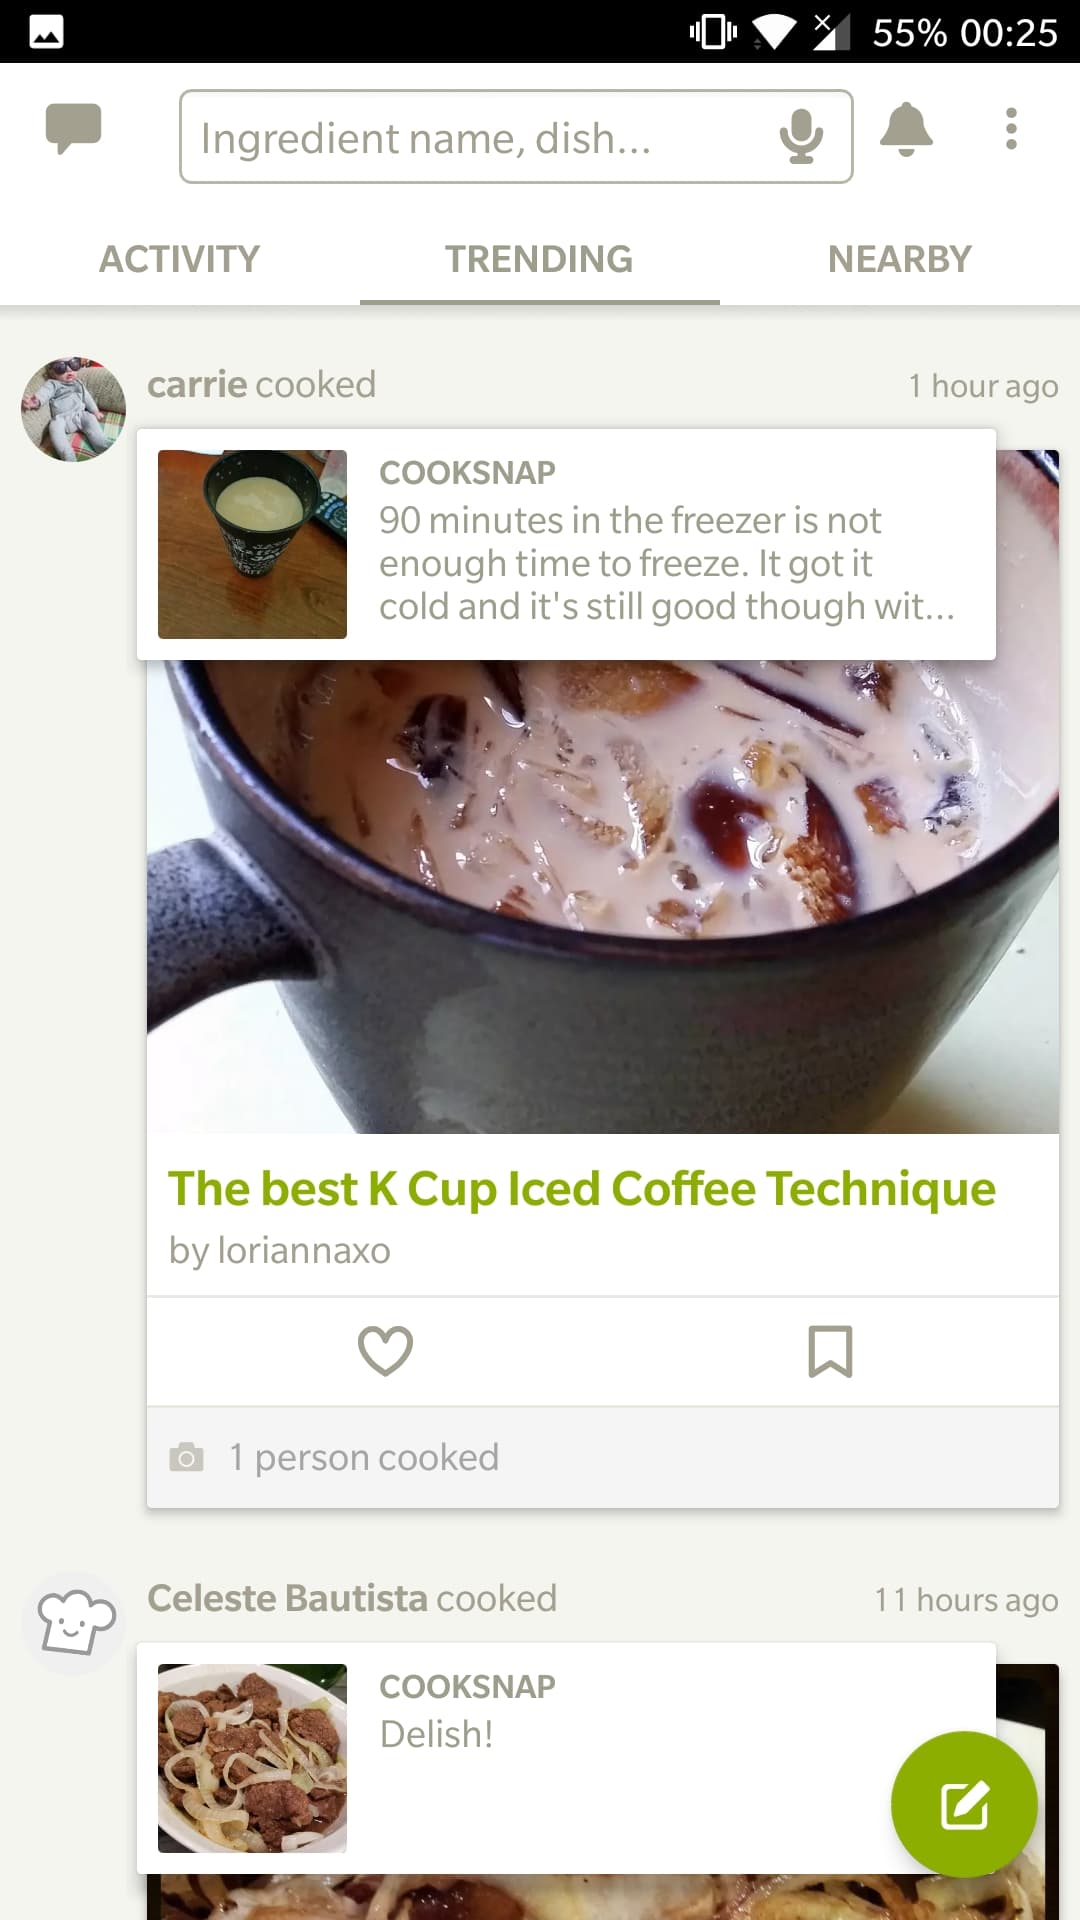 55% 00:25
Ingredient name, dish...
ACTIVITY TRENDING NEARBY
carrie cooked 1 hour ago
COOKSNAP
90 minutes in the freezer is not
enough time to freeze. It got it
cold and it's still good though wit...
The best K Cup Iced Coffee Technique
by loriannaxo
1 person cooked
Celeste Bautista cooked 11 hours ago
COOKSNAP
Delish!